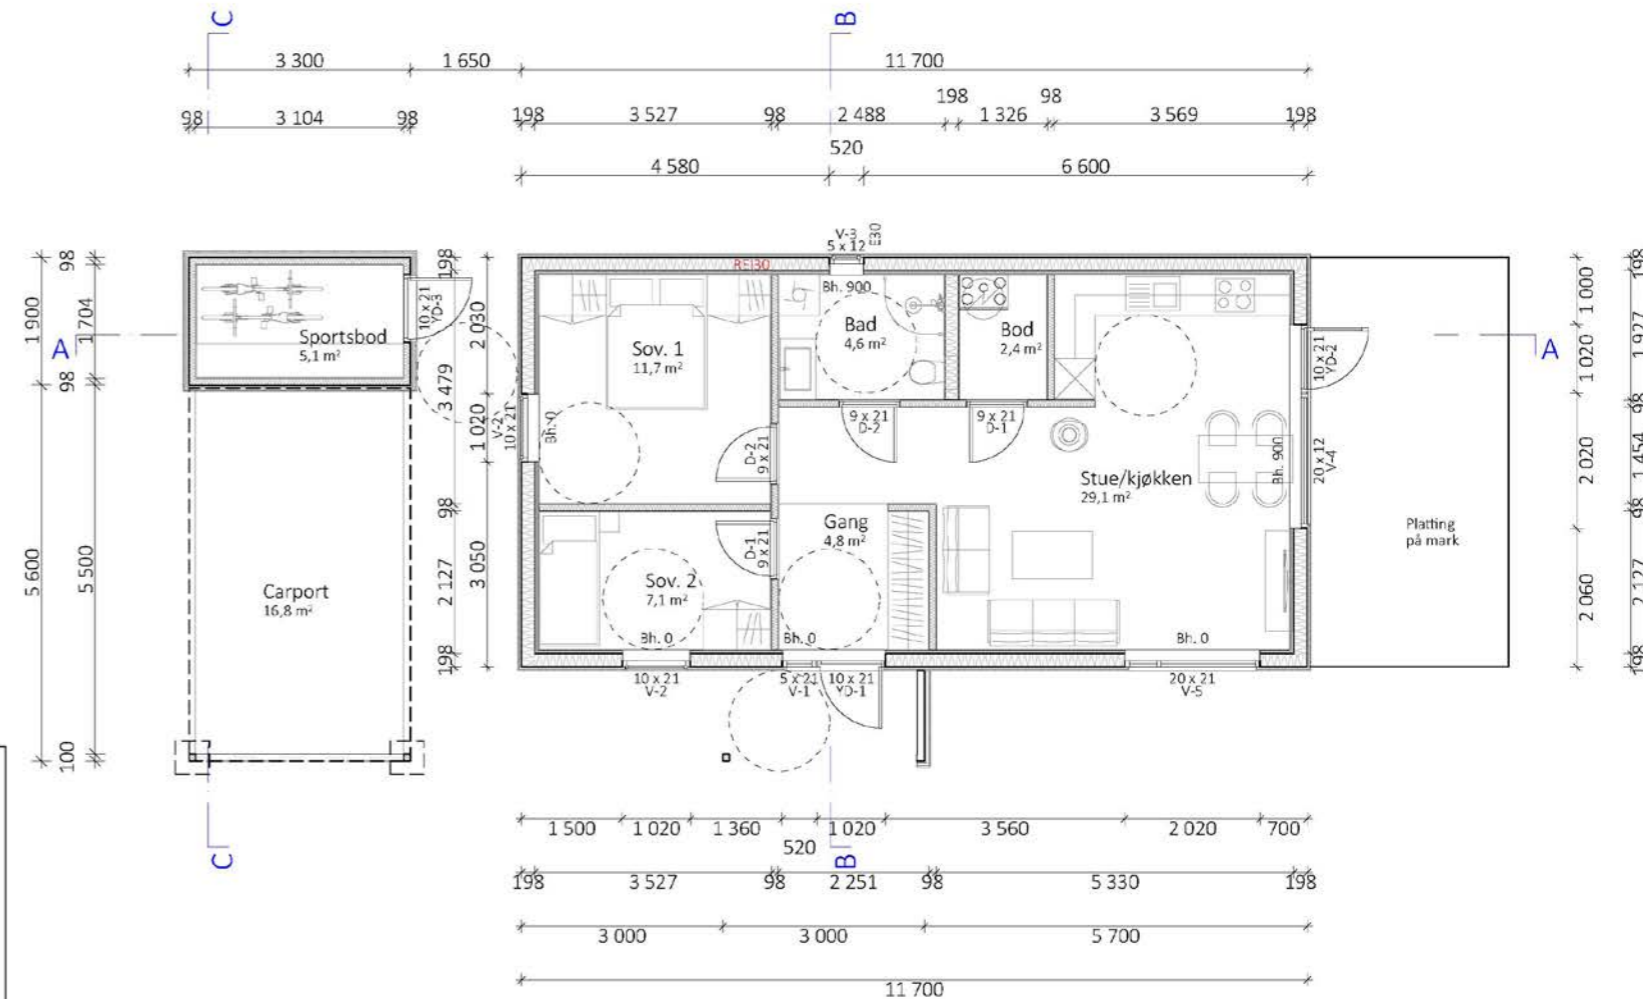 C
B
3 300
1 650
11 700
198
98
98
3 104
98
198
3 527
98
2 488
1 326
3 569
198
520
4 580
6 600
V-3
5 x 12
E30
REI30
Bh. 900
98
1 900
1 704
98
A
Sportsbod
5,1 m²
10 x 21
YD-3
198
2 030
3 479
1 020
V-2
10 x 21
Bh. 0
Sov. 1
11,7 m²
Bad
4,6 m²
Bod
2,4 m²
10 x 21
YD-2
A
198
1 000
1 927
1 020
98
9 x 21
D-2
9 x 21
D-1
D-2
9 x 21
Stue/kjøkken
29,1 m²
Bh. 900
20 x 12
V-4
2 020
1 454
98
Platting
på mark
Gang
4,8 m²
D-1
9 x 21
98
5 600
5 500
Carport
16,8 m²
2 127
3 050
Sov. 2
7,1 m²
Bh. 0
Bh. 0
Bh. 0
2 060
2 127
198
198
10 x 21
V-2
5 x 21
V-1
10 x 21
YD-1
20 x 21
V-5
100
1 500
1 020
1 360
1 020
3 560
2 020
700
520
C
B
198
3 527
98
2 251
98
5 330
198
3 000
3 000
5 700
11 700